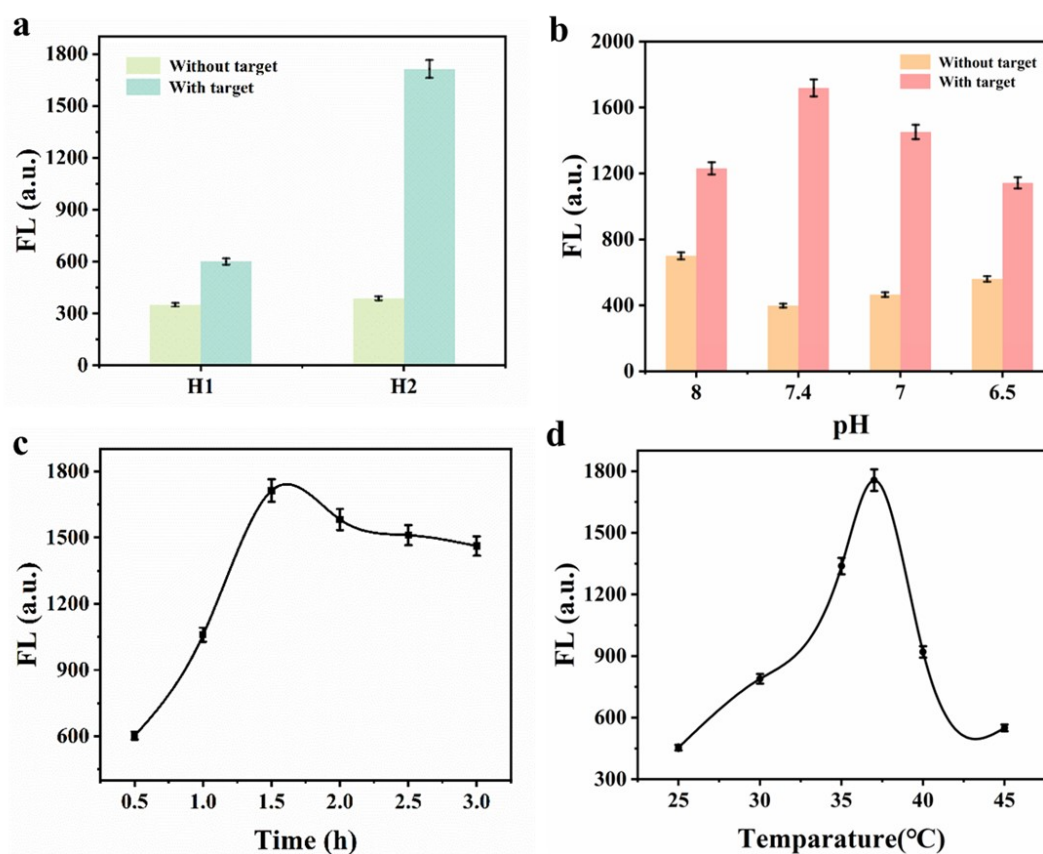 a
1800
1500
1200
900
600
300
0
FL (a.u.)
Without target
With target
H1 H2
b
2000
1600
1200
800
400
0
FL (a.u.)
Without target
With target
8 7.4 7 6.5
pH
c
1800
1500
1200
900
600
FL (a.u.)
0.5 1.0 1.5 2.0 2.5 3.0
Time (h)
d
1800
1500
1200
900
600
300
FL (a.u.)
25 30 35 40 45
Temparature(°C)